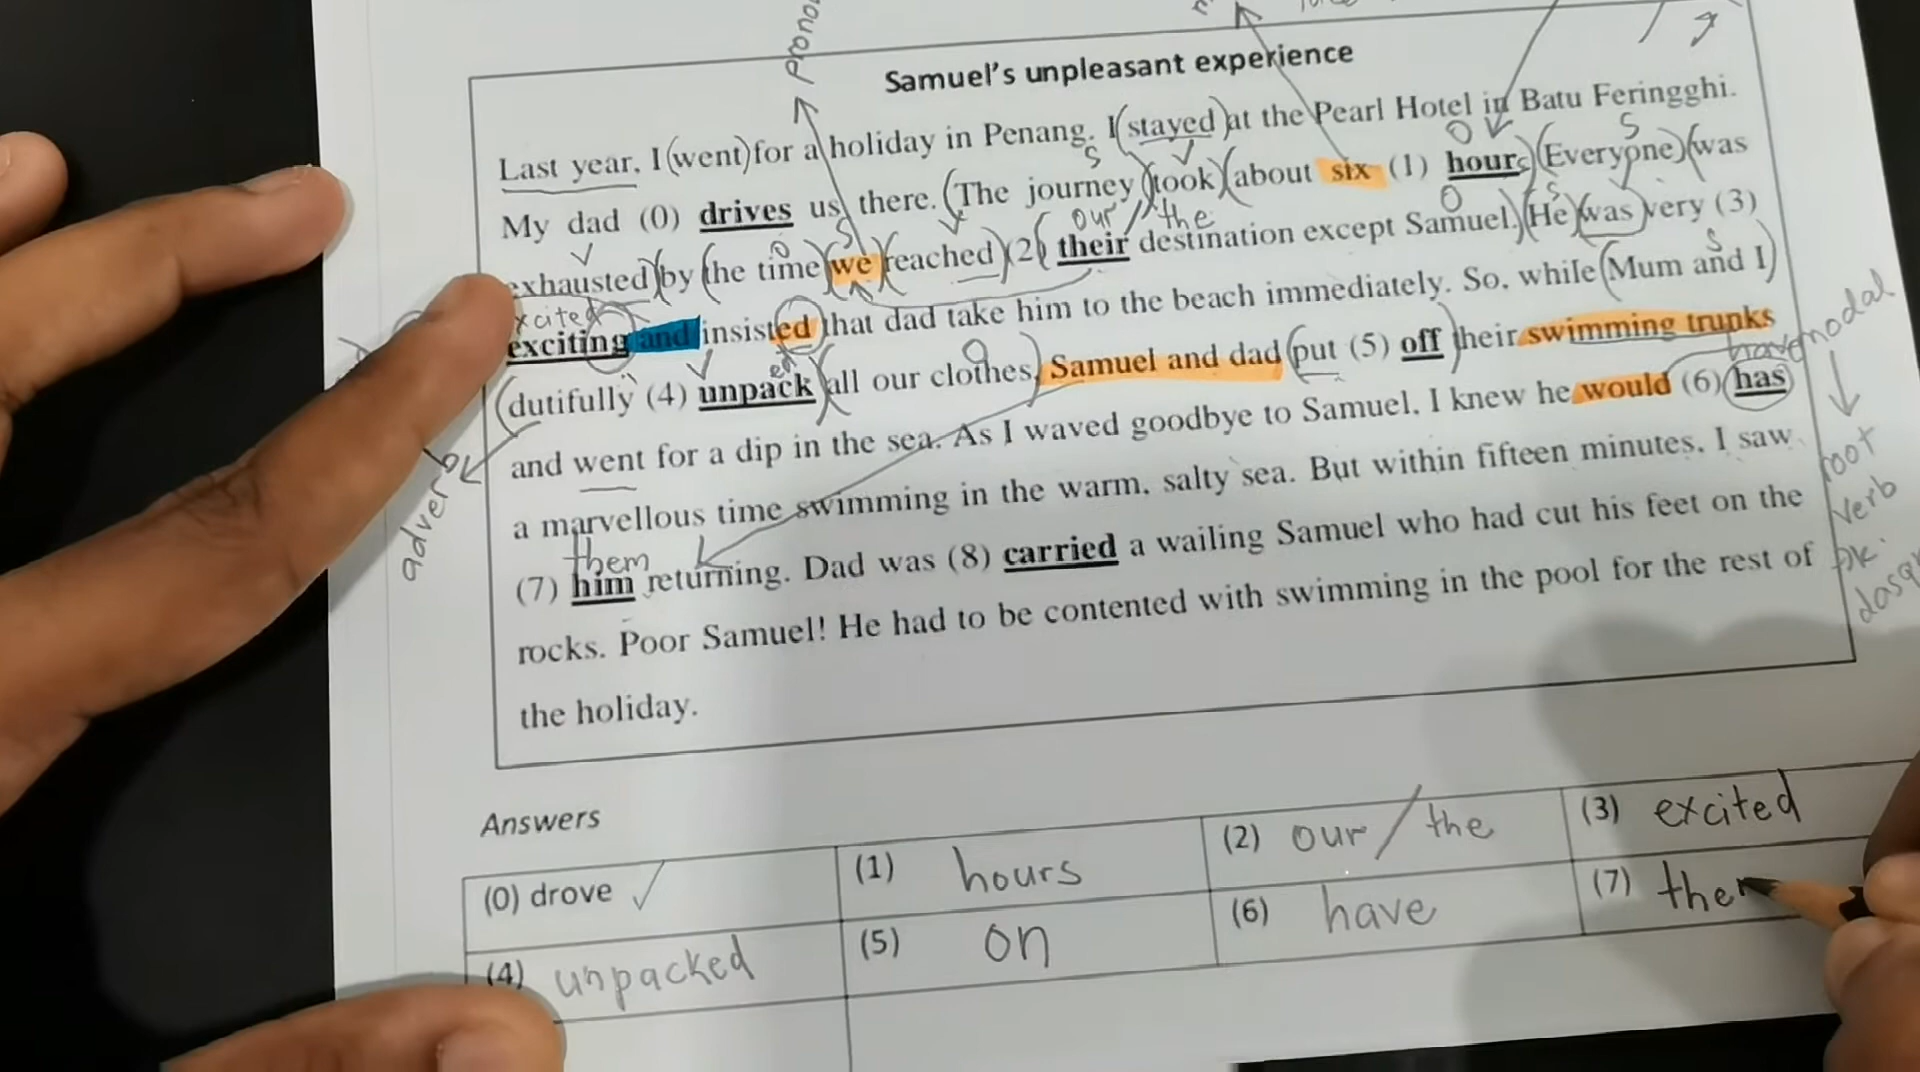 Samuel's unpleasant experience
Last year, I (went) for a holiday in Penang. I (stayed) at the Pearl Hotel in Batu Feringghi.
S V O S
My dad (0) drives us there. (The journey) (took) (about six (1) hours) (Everyone) (was
our / the
V O S O S
exhausted) by (the time) (we) (reached) (2) (their destination except Samuel.) (He) (was) very (3)
excited
S
exciting and insisted that dad take him to the beach immediately. So, while (Mum and I)
V ed O
(dutifully (4) unpack) (all our clothes,) Samuel and dad (put (5) off) their swimming trunks
have
and went for a dip in the sea. As I waved goodbye to Samuel, I knew he would (6) has
a marvellous time swimming in the warm, salty sea. But within fifteen minutes, I saw
them
(7) him returning. Dad was (8) carried a wailing Samuel who had cut his feet on the
rocks. Poor Samuel! He had to be contented with swimming in the pool for the rest of
the holiday.
adverb
modal
root
verb
Answers
(0) drove ✓ (1) hours (2) our / the (3) excited
(4) unpacked (5) on (6) have (7) them